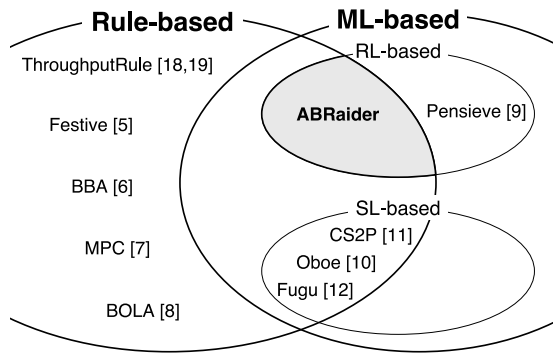 Rule-based
ML-based
ThroughputRule [18,19]
Festive [5]
BBA [6]
MPC [7]
BOLA [8]
RL-based
ABRaider
Pensieve [9]
SL-based
CS2P [11]
Oboe [10]
Fugu [12]